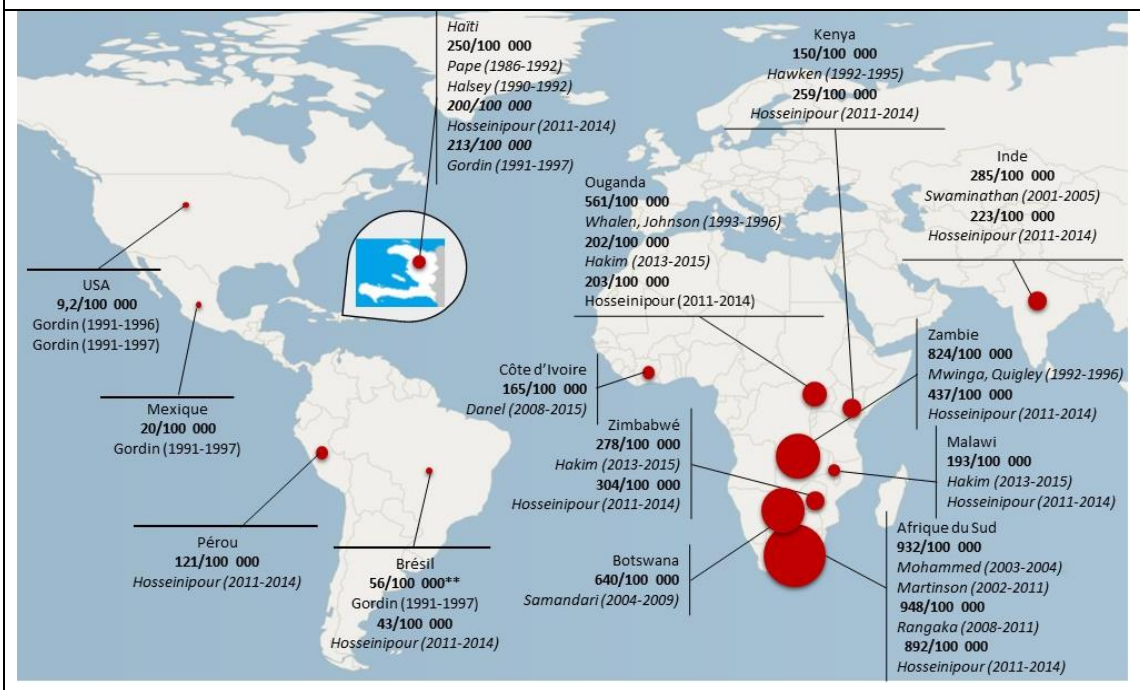 Haïti
250/100 000
Pape (1986-1992)
Halsey (1990-1992)
200/100 000
Hosseinipour (2011-2014)
213/100 000
Gordin (1991-1997)
Kenya
150/100 000
Hawken (1992-1995)
259/100 000
Hosseinipour (2011-2014)
Inde
285/100 000
Swaminathan (2001-2005)
223/100 000
Hosseinipour (2011-2014)
Ouganda
561/100 000
Whalen, Johnson (1993-1996)
202/100 000
Hakim (2013-2015)
203/100 000
Hosseinipour (2011-2014)
USA
9,2/100 000
Gordin (1991-1996)
Gordin (1991-1997)
Zambie
824/100 000
Mwinga, Quigley (1992-1996)
437/100 000
Hosseinipour (2011-2014)
Côte d'Ivoire
165/100 000
Danel (2008-2015)
Mexique
20/100 000
Gordin (1991-1997)
Zimbabwé
278/100 000
Hakim (2013-2015)
304/100 000
Hosseinipour (2011-2014)
Malawi
193/100 000
Hakim (2013-2015)
Hosseinipour (2011-2014)
Pérou
121/100 000
Hosseinipour (2011-2014)
Brésil
56/100 000**
Gordin (1991-1997)
43/100 000
Hosseinipour (2011-2014)
Botswana
640/100 000
Samandari (2004-2009)
Afrique du Sud
932/100 000
Mohammed (2003-2004)
Martinson (2002-2011)
948/100 000
Rangaka (2008-2011)
892/100 000
Hosseinipour (2011-2014)